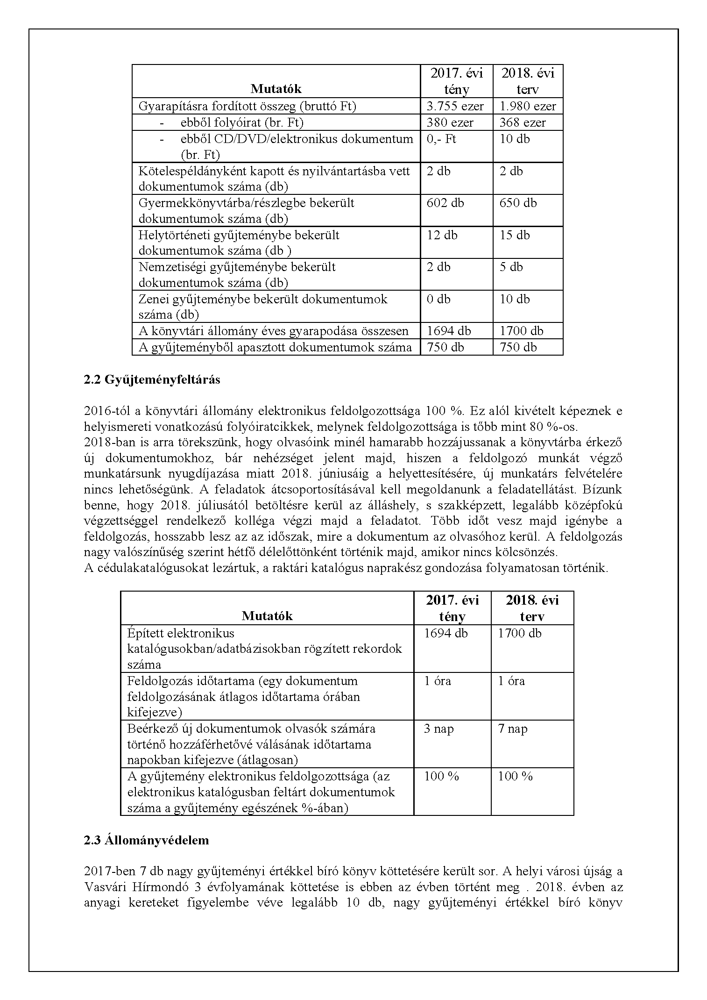 Mutatók
2017. évi
tény
2018. évi
terv
Gyarapításra fordított összeg (bruttó Ft) 3.755 ezer 1.980 ezer
- ebből folyóirat (br. Ft) 380 ezer 368 ezer
- ebből CD/DVD/elektronikus dokumentum 0,- Ft 10 db
(br. Ft)
Kötelespéldányként kapott és nyilvántartásba vett 2 db 2 db
dokumentumok száma (db)
Gyermekkönyvtárba/részlegbe bekerült 602 db 650 db
dokumentumok száma (db)
Helytörténeti gyűjteménybe bekerült 12 db 15 db
dokumentumok száma (db )
Nemzetiségi gyűjteménybe bekerült 2 db 5 db
dokumentumok száma (db)
Zenei gyűjteménybe bekerült dokumentumok 0 db 10 db
száma (db)
A könyvtári állomány éves gyarapodása összesen 1694 db 1700 db
A gyűjteményből apasztott dokumentumok száma 750 db 750 db
2.2 Gyűjteményfeltárás
2016-tól a könyvtári állomány elektronikus feldolgozottsága 100 %. Ez alól kivételt képeznek e
helyismereti vonatkozású folyóiratcikkek, melynek feldolgozottsága is tőbb mint 80 %-os.
2018-ban is arra törekszünk, hogy olvasóink minél hamarabb hozzájussanak a könyvtárba érkező
új dokumentumokhoz, bár nehézséget jelent majd, hiszen a feldolgozó munkát végző
munkatársunk nyugdíjazása miatt 2018. júniusáig a helyettesítésére, új munkatárs felvételére
nincs lehetőségünk. A feladatok átcsoportosításával kell megoldanunk a feladatellátást. Bízunk
benne, hogy 2018. júliusától betöltésre kerül az álláshely, s szakképzett, legalább középfokú
végzettséggel rendelkező kolléga végzi majd a feladatot. Több időt vesz majd igénybe a
feldolgozás, hosszabb lesz az az időszak, mire a dokumentum az olvasóhoz kerül. A feldolgozás
nagy valószínűség szerint hétfő délelőttönként történik majd, amikor nincs kölcsönzés.
A cédulakatalógusokat lezártuk, a raktári katalógus naprakész gondozása folyamatosan történik.
Mutatók
2017. évi
tény
2018. évi
terv
Épített elektronikus 1694 db 1700 db
katalógusokban/adatbázisokban rögzített rekordok
száma
Feldolgozás időtartama (egy dokumentum 1 óra 1 óra
feldolgozásának átlagos időtartama órában
kifejezve)
Beérkező új dokumentumok olvasók számára 3 nap 7 nap
történő hozzáférhetővé válásának időtartama
napokban kifejezve (átlagosan)
A gyűjtemény elektronikus feldolgozottsága (az 100 % 100 %
elektronikus katalógusban feltárt dokumentumok
száma a gyűjtemény egészének %-ában)
2.3 Állományvédelem
2017-ben 7 db nagy gyűjteményi értékkel bíró könyv köttetésére került sor. A helyi városi újság a
Vasvári Hírmondó 3 évfolyamának köttetése is ebben az évben történt meg . 2018. évben az
anyagi kereteket figyelembe véve legalább 10 db, nagy gyűjteményi értékkel bíró könyv